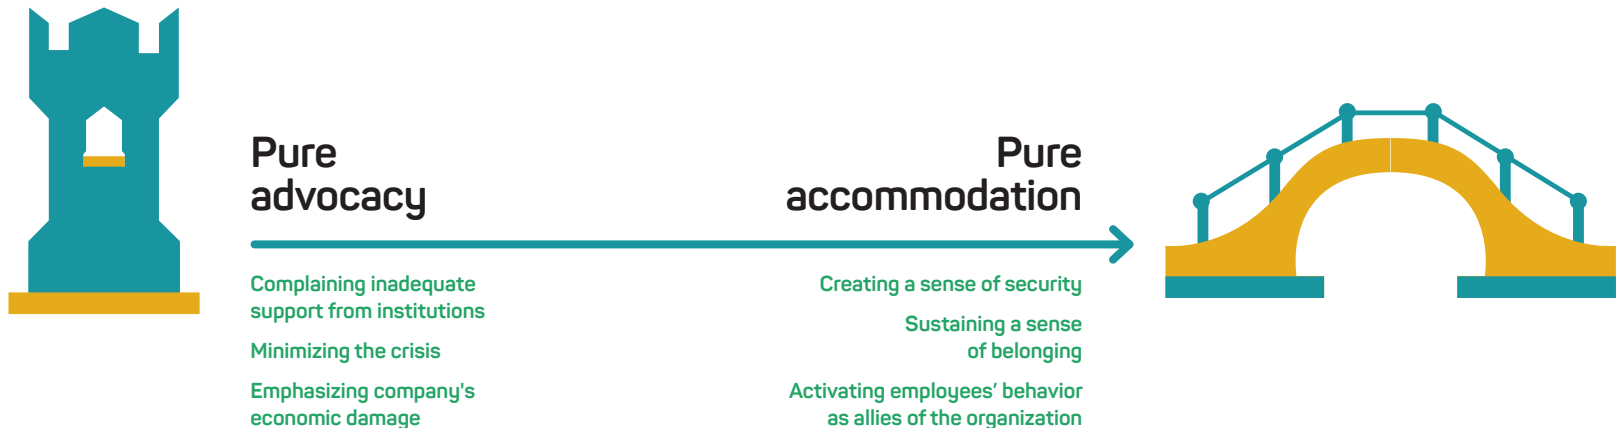 Pure
advocacy
Pure
accommodation
Complaining inadequate
support from institutions
Minimizing the crisis
Emphasizing company's
economic damage
Creating a sense of security
Sustaining a sense
of belonging
Activating employees’ behavior
as allies of the organization